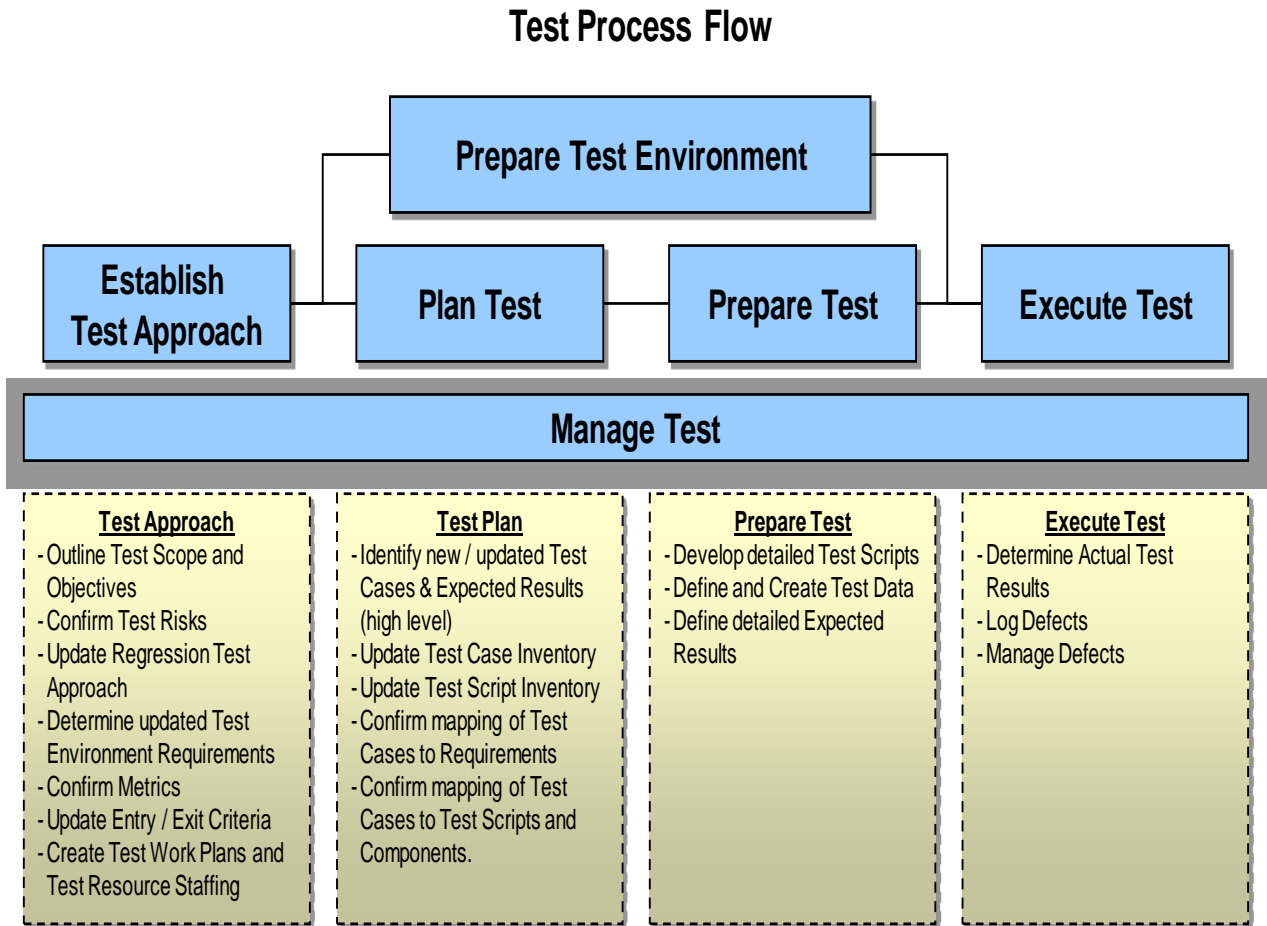 Test Process Flow
Prepare Test Environment
Establish
Test Approach
Plan Test
Prepare Test
Execute Test
Manage Test
Test Approach
- Outline Test Scope and
Objectives
- Confirm Test Risks
- Update Regression Test
Approach
- Determine updated Test
Environment Requirements
- Confirm Metrics
- Update Entry / Exit Criteria
- Create Test Work Plans and
Test Resource Staffing
Test Plan
- Identify new / updated Test
Cases & Expected Results
(high level)
- Update Test Case Inventory
- Update Test Script Inventory
- Confirm mapping of Test
Cases to Requirements
- Confirm mapping of Test
Cases to Test Scripts and
Components.
Prepare Test
- Develop detailed Test Scripts
- Define and Create Test Data
- Define detailed Expected
Results
Execute Test
- Determine Actual Test
Results
- Log Defects
- Manage Defects